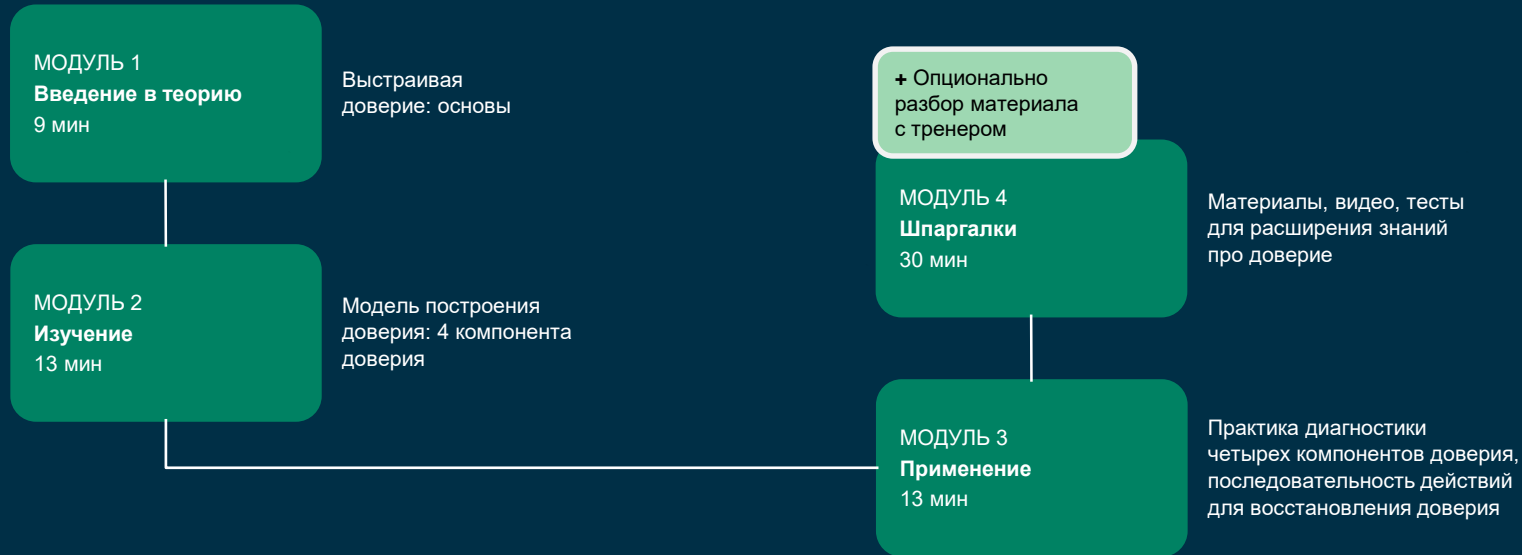 МОДУЛЬ 1
Введение в теорию
9 мин
Выстраивая
доверие: основы
МОДУЛЬ 2
Изучение
13 мин
Модель построения
доверия: 4 компонента
доверия
МОДУЛЬ 3
Применение
13 мин
Практика диагностики
четырех компонентов доверия,
последовательность действий
для восстановления доверия
+ Опционально
разбор материала
с тренером
МОДУЛЬ 4
Шпаргалки
30 мин
Материалы, видео, тесты
для расширения знаний
про доверие